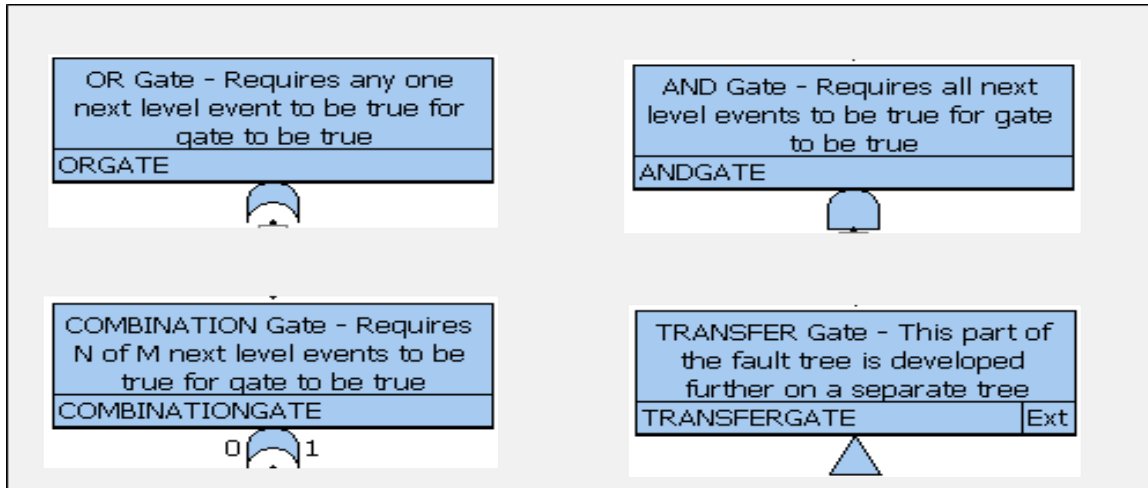 OR Gate - Requires any one
next level event to be true for
gate to be true
ORGATE
AND Gate - Requires all next
level events to be true for gate
to be true
ANDGATE
COMBINATION Gate - Requires
N of M next level events to be
true for gate to be true
COMBINATIONGATE
0 1
TRANSFER Gate - This part of
the fault tree is developed
further on a separate tree
TRANSFERGATE Ext